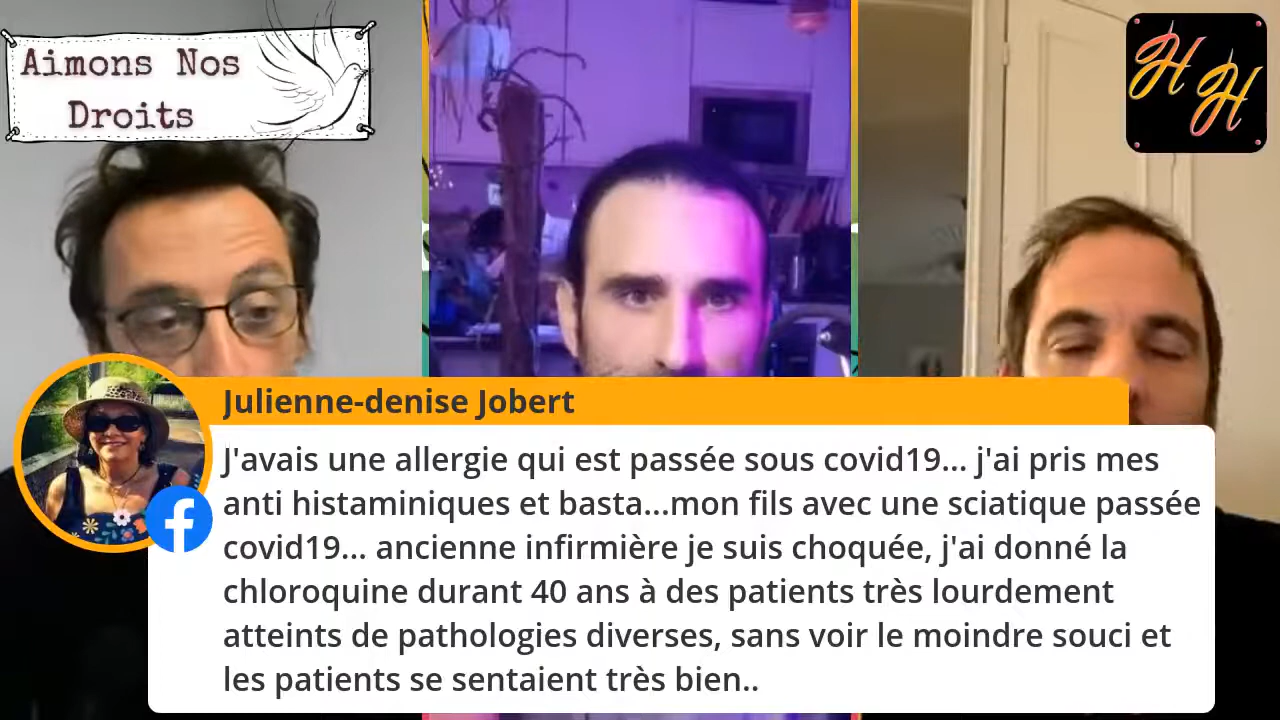 Aimons Nos
Droits
H H
Julienne-denise Jobert
J'avais une allergie qui est passée sous covid19... j'ai pris mes
anti histaminiques et basta...mon fils avec une sciatique passée
covid19... ancienne infirmière je suis choquée, j'ai donné la
chloroquine durant 40 ans à des patients très lourdement
atteints de pathologies diverses, sans voir le moindre souci et
les patients se sentaient très bien..